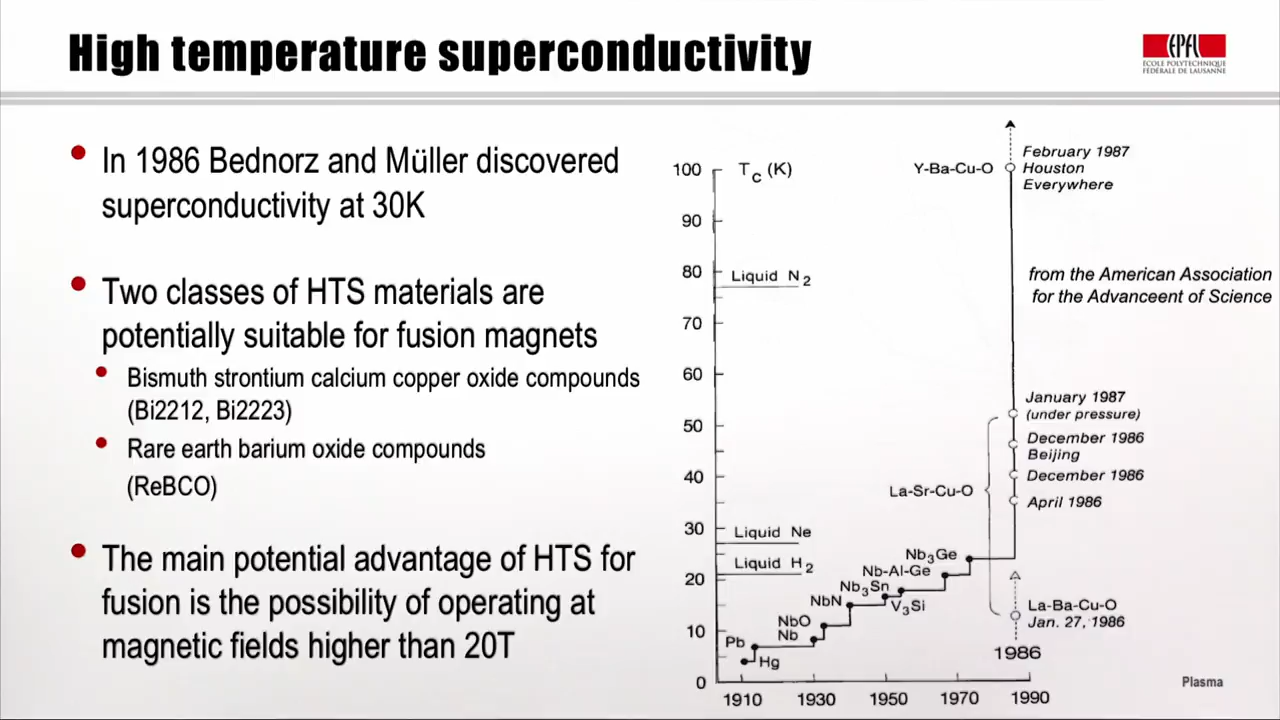 High temperature superconductivity
EPFL
ÉCOLE POLYTECHNIQUE
FÉDÉRALE DE LAUSANNE
• In 1986 Bednorz and Müller discovered
superconductivity at 30K
• Two classes of HTS materials are
potentially suitable for fusion magnets
• Bismuth strontium calcium copper oxide compounds
(Bi2212, Bi2223)
• Rare earth barium oxide compounds
(ReBCO)
• The main potential advantage of HTS for
fusion is the possibility of operating at
magnetic fields higher than 20T
Tc (K)
100
90
80
70
60
50
40
30
20
10
0
1910 1930 1950 1970 1990
Liquid N2
Liquid Ne
Liquid H2
Y-Ba-Cu-O
February 1987
Houston
Everywhere
from the American Association
for the Advanceent of Science
January 1987
(under pressure)
December 1986
Beijing
December 1986
April 1986
La-Sr-Cu-O
Nb3Ge
Nb-Al-Ge
Nb3Sn
V3Si
NbN
NbO
Nb
Pb
Hg
La-Ba-Cu-O
Jan. 27, 1986
1986
Plasma